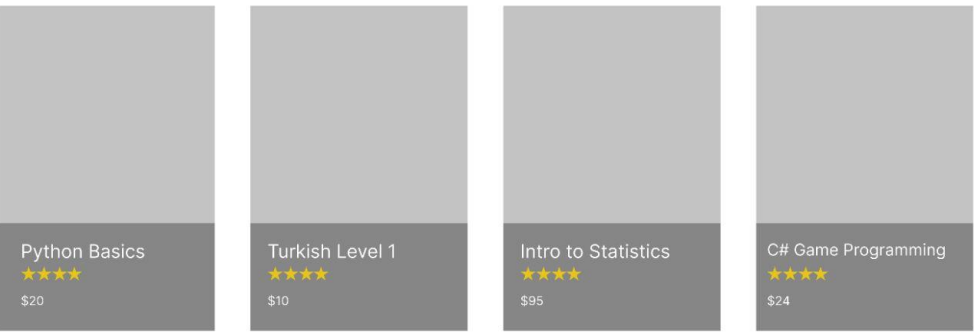 Python Basics
★★★★
$20
Turkish Level 1
★★★★
$10
Intro to Statistics
★★★★
$95
C# Game Programming
★★★★
$24